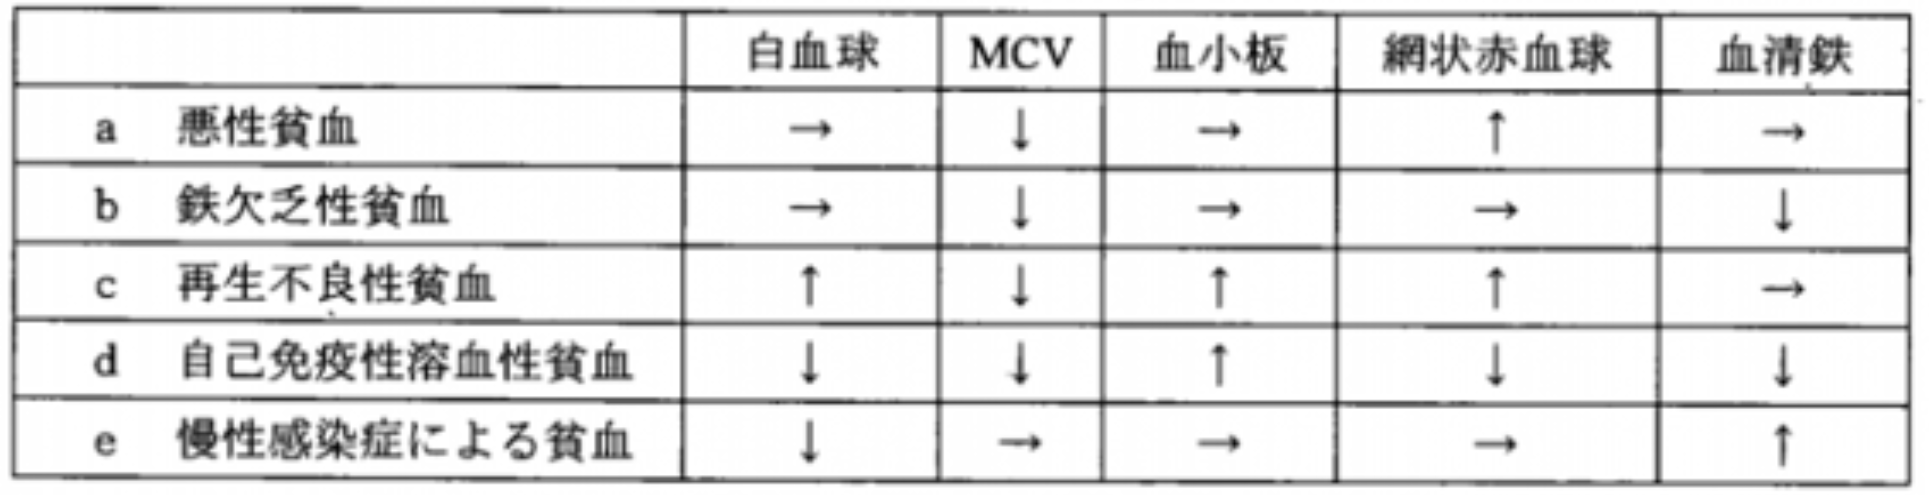 白血球 MCV 血小板 網状赤血球 血清鉄
a 悪性貧血 → ↓ → ↑ →
b 鉄欠乏性貧血 → ↓ → → ↓
c 再生不良性貧血 ↑ ↓ ↑ ↑ →
d 自己免疫性溶血性貧血 ↓ ↓ ↑ ↓ ↓
e 慢性感染症による貧血 ↓ → → → ↑